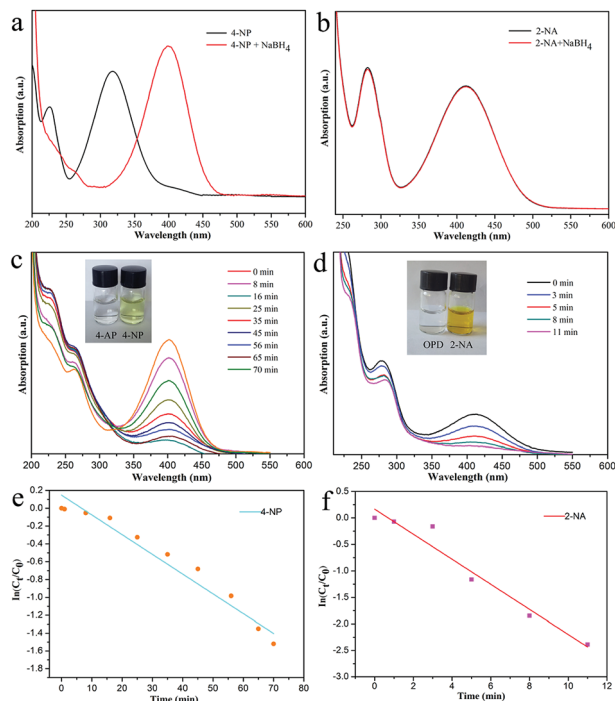 a
4-NP
4-NP + NaBH4
Absorption (a.u.)
200 250 300 350 400 450 500 550 600
Wavelength (nm)
b
2-NA
2-NA+NaBH4
Absorption (a.u.)
250 300 350 400 450 500 550 600
Wavelength (nm)
c
4-AP 4-NP
0 min
8 min
16 min
25 min
35 min
45 min
56 min
65 min
70 min
Absorption (a.u.)
200 250 300 350 400 450 500 550 600
Wavelength (nm)
d
OPD 2-NA
0 min
3 min
5 min
8 min
11 min
Absorption (a.u.)
200 250 300 350 400 450 500 550 600
Wavelength (nm)
e
4-NP
ln(Ct/C0)
0.2
0.0
-0.2
-0.4
-0.6
-0.8
-1.0
-1.2
-1.4
-1.6
-1.8
-10 0 10 20 30 40 50 60 70 80
Time (min)
f
2-NA
ln(Ct/C0)
0.5
0.0
-0.5
-1.0
-1.5
-2.0
-2.5
-3.0
0 2 4 6 8 10 12
Time (min)